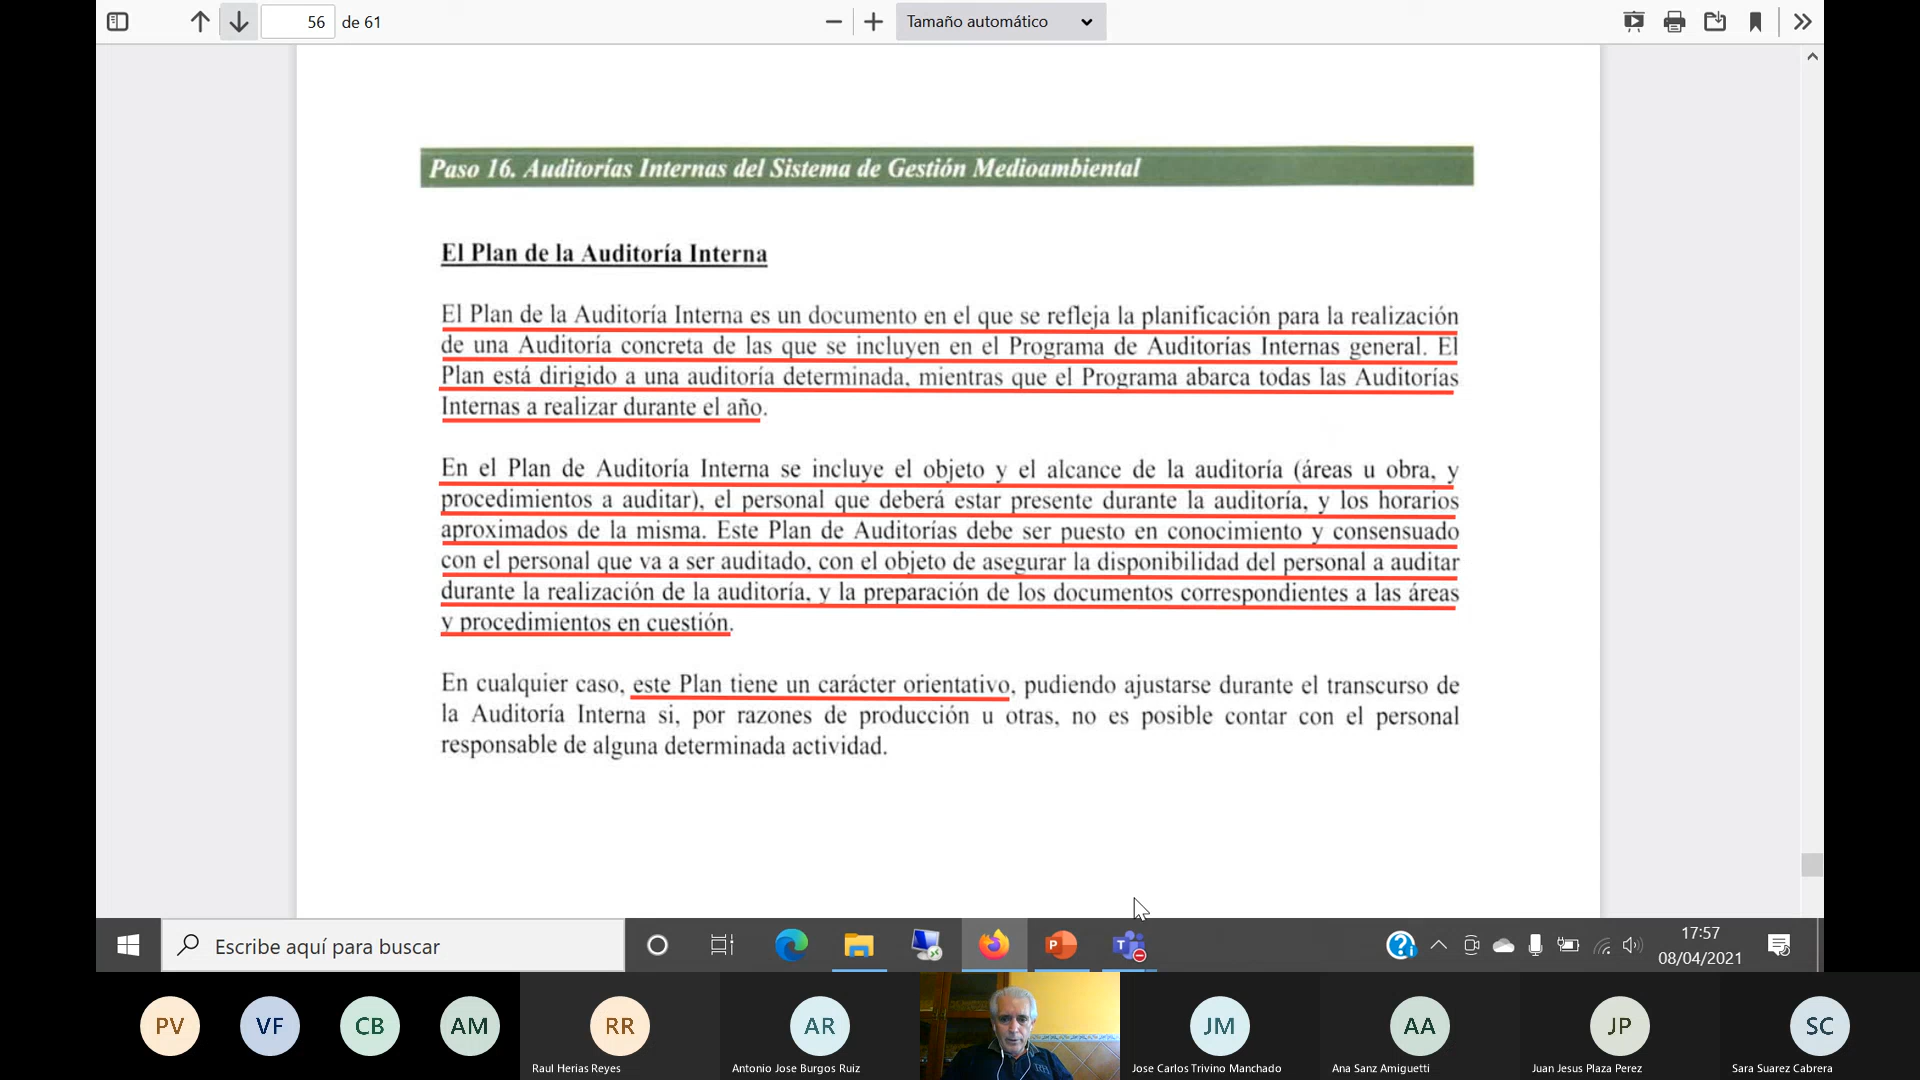 56 de 61
Tamaño automático
Paso 16. Auditorías Internas del Sistema de Gestión Medioambiental
El Plan de la Auditoría Interna
El Plan de la Auditoría Interna es un documento en el que se refleja la planificación para la realización
de una Auditoría concreta de las que se incluyen en el Programa de Auditorías Internas general. El
Plan está dirigido a una auditoría determinada, mientras que el Programa abarca todas las Auditorías
Internas a realizar durante el año.
En el Plan de Auditoría Interna se incluye el objeto y el alcance de la auditoría (áreas u obra, y
procedimientos a auditar), el personal que deberá estar presente durante la auditoría, y los horarios
aproximados de la misma. Este Plan de Auditorías debe ser puesto en conocimiento y consensuado
con el personal que va a ser auditado, con el objeto de asegurar la disponibilidad del personal a auditar
durante la realización de la auditoría, y la preparación de los documentos correspondientes a las áreas
y procedimientos en cuestión.
En cualquier caso, este Plan tiene un carácter orientativo, pudiendo ajustarse durante el transcurso de
la Auditoría Interna si, por razones de producción u otras, no es posible contar con el personal
responsable de alguna determinada actividad.
Escribe aquí para buscar
17:57
08/04/2021
PV
VF
CB
AM
RR
AR
JM
AA
JP
SC
Raul Herias Reyes
Antonio Jose Burgos Ruiz
Jose Carlos Trivino Manchado
Ana Sanz Amiguetti
Juan Jesus Plaza Perez
Sara Suarez Cabrera